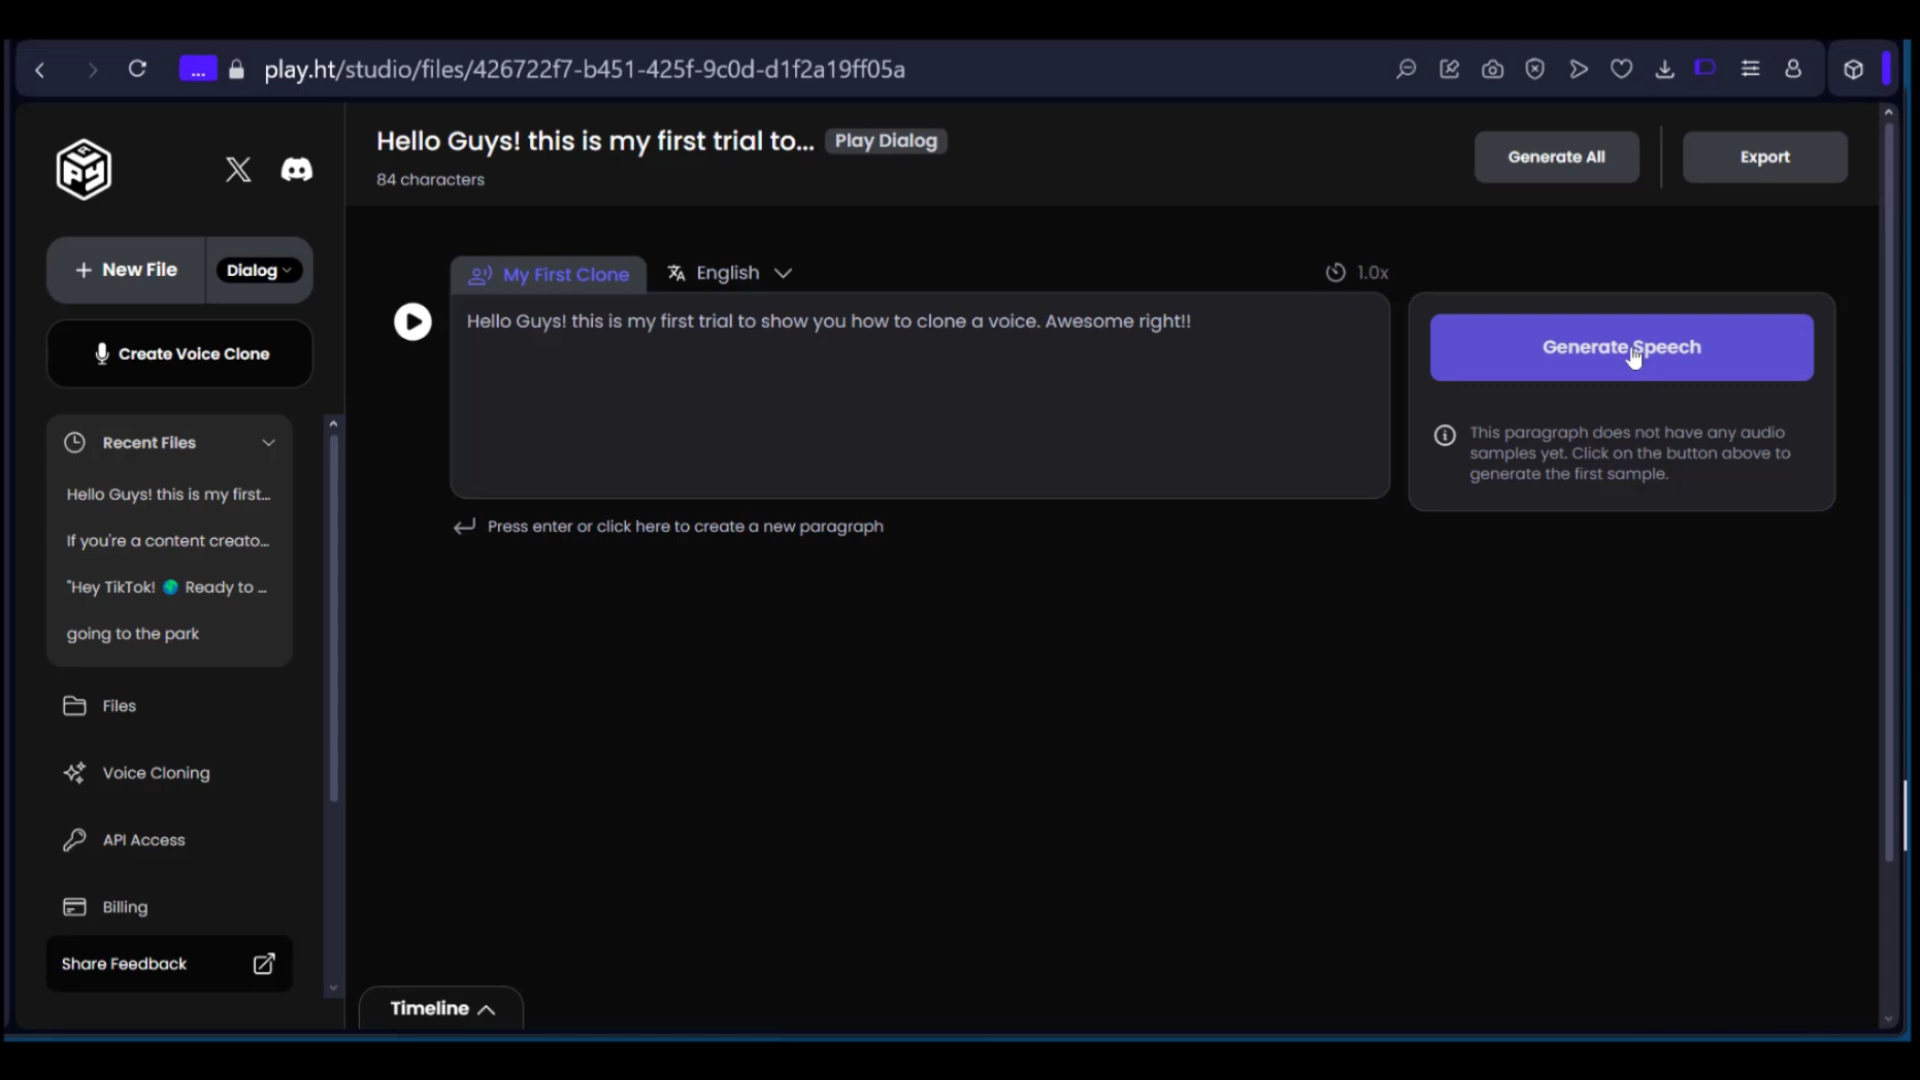 ...
play.ht/studio/files/426722f7-b451-425f-9c0d-d1f2a19ff05a
Hello Guys! this is my first trial to...
Play Dialog
84 characters
Generate All
Export
PLAY
+ New File
Dialog
Create Voice Clone
Recent Files
Hello Guys! this is my first...
If you're a content creato...
"Hey TikTok! 🌍 Ready to ...
going to the park
Files
Voice Cloning
API Access
Billing
Share Feedback
My First Clone
English
1.0x
Hello Guys! this is my first trial to show you how to clone a voice. Awesome right!!
Press enter or click here to create a new paragraph
Generate Speech
This paragraph does not have any audio
samples yet. Click on the button above to
generate the first sample.
Timeline